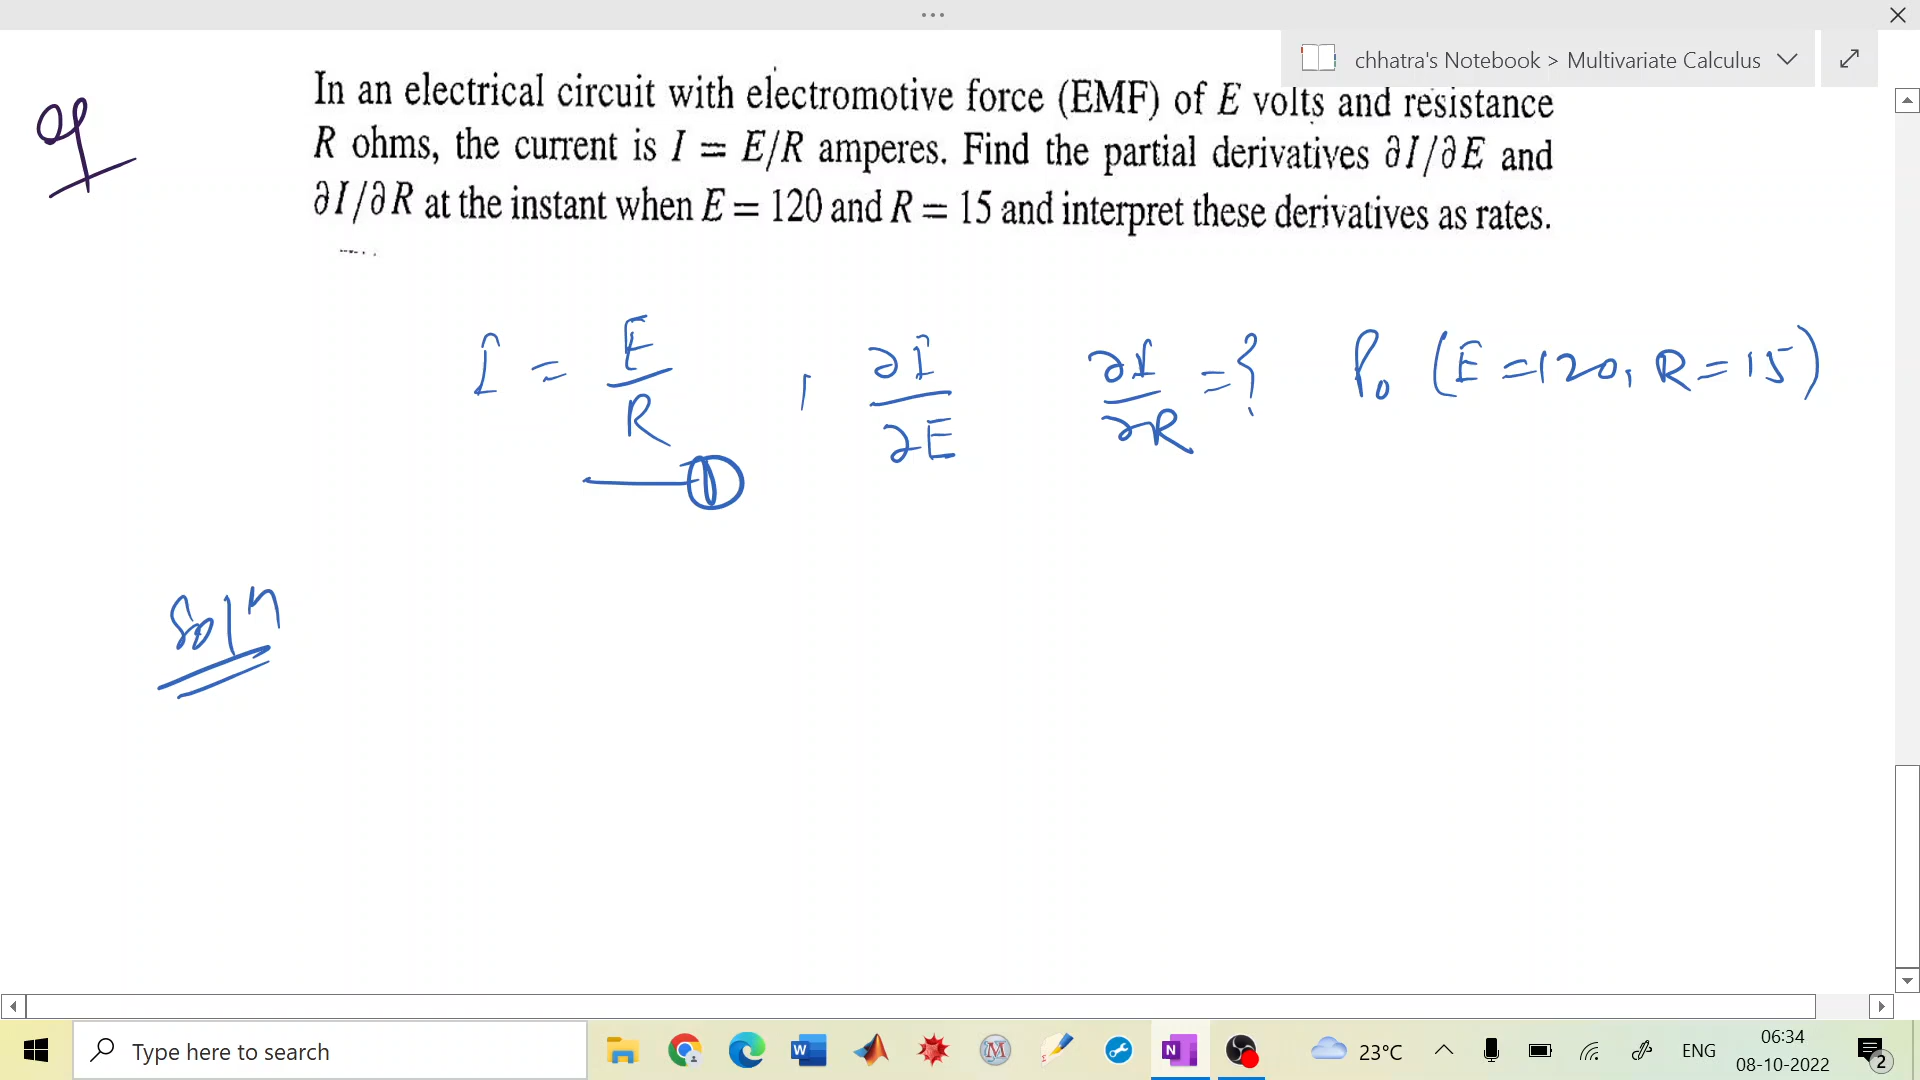 chhatra's Notebook > Multivariate Calculus
Q
In an electrical circuit with electromotive force (EMF) of E volts and resistance
R ohms, the current is I = E/R amperes. Find the partial derivatives ∂I/∂E and
∂I/∂R at the instant when E = 120 and R = 15 and interpret these derivatives as rates.
I = E/R , ∂I/∂E ∂I/∂R = ? P₀ (E = 120, R = 15)
①
Solⁿ
Type here to search
23°C
ENG
06:34
08-10-2022
2